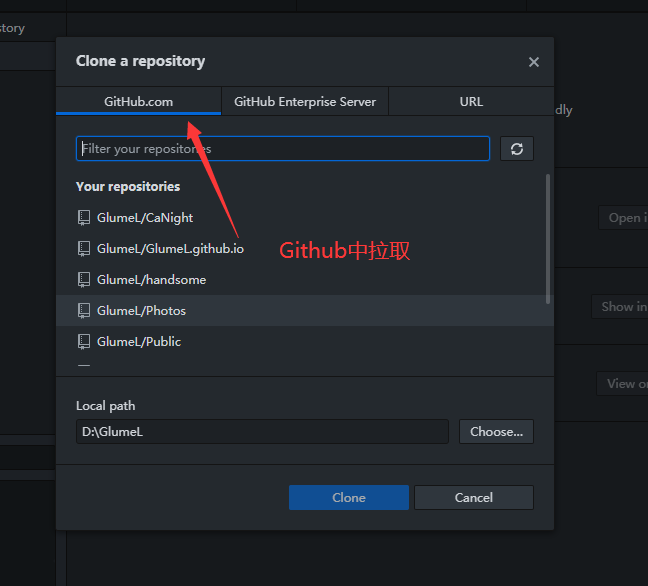 story
Clone a repository
GitHub.com
GitHub Enterprise Server
URL
dly
Filter your repositories
Your repositories
GlumeL/CaNight
GlumeL/GlumeL.github.io
Github中拉取
GlumeL/handsome
GlumeL/Photos
GlumeL/Public
Open i
Show in
View o
Local path
D:\GlumeL
Choose...
Clone
Cancel